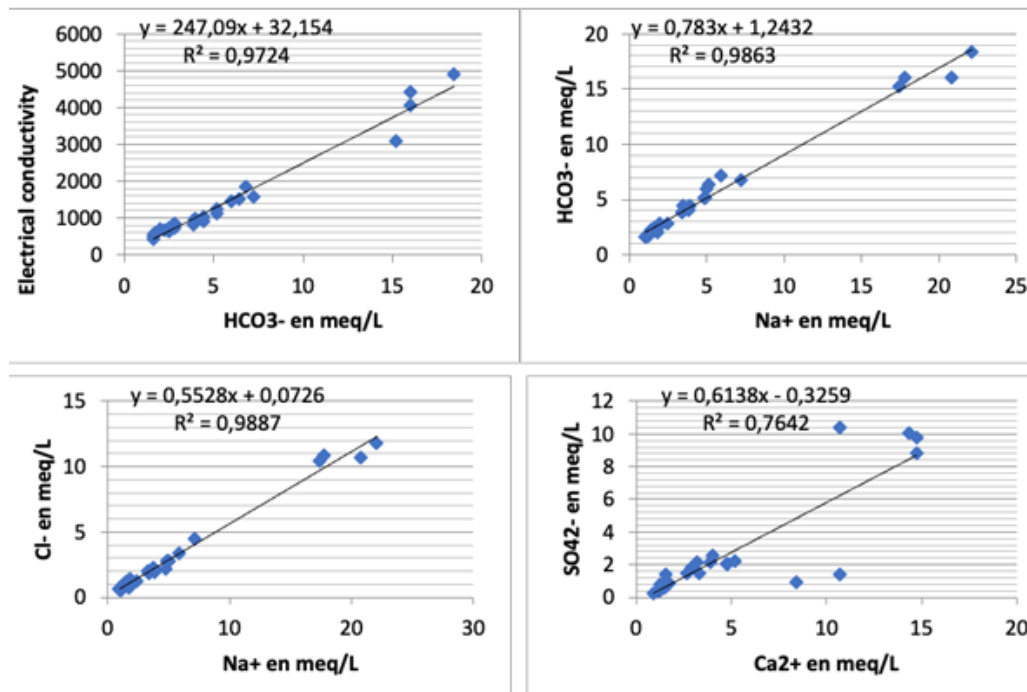 y = 247,09x + 32,154
R² = 0,9724
6000
5000
4000
3000
2000
1000
0
Electrical conductivity
0 5 10 15 20
HCO3- en meq/L
y = 0,783x + 1,2432
R² = 0,9863
20
15
10
5
0
HCO3- en meq/L
0 5 10 15 20 25
Na+ en meq/L
y = 0,5528x + 0,0726
R² = 0,9887
15
10
5
0
Cl- en meq/L
0 10 20 30
Na+ en meq/L
y = 0,6138x - 0,3259
R² = 0,7642
12
10
8
6
4
2
0
SO42- en meq/L
0 5 10 15 20
Ca2+ en meq/L